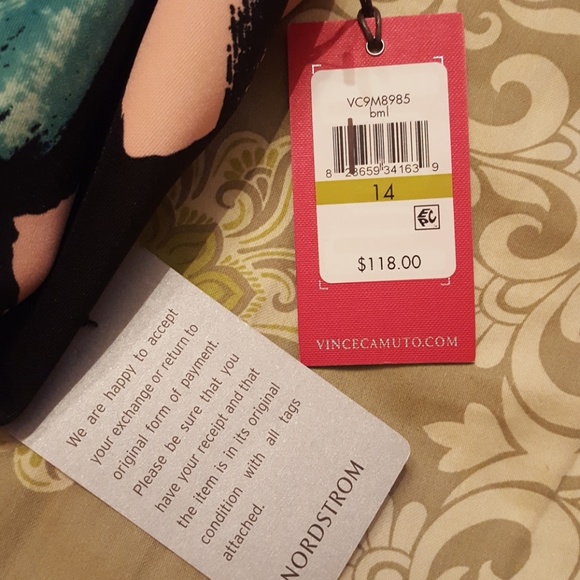 VC9M8985
bml
8 28659 34163 9
14
$118.00
VINCECAMUTO.COM
We are happy to accept
your exchange or return to
original form of payment.
Please be sure that you
have your receipt and that
the item is in its original
condition with all tags
attached.
NORDSTROM